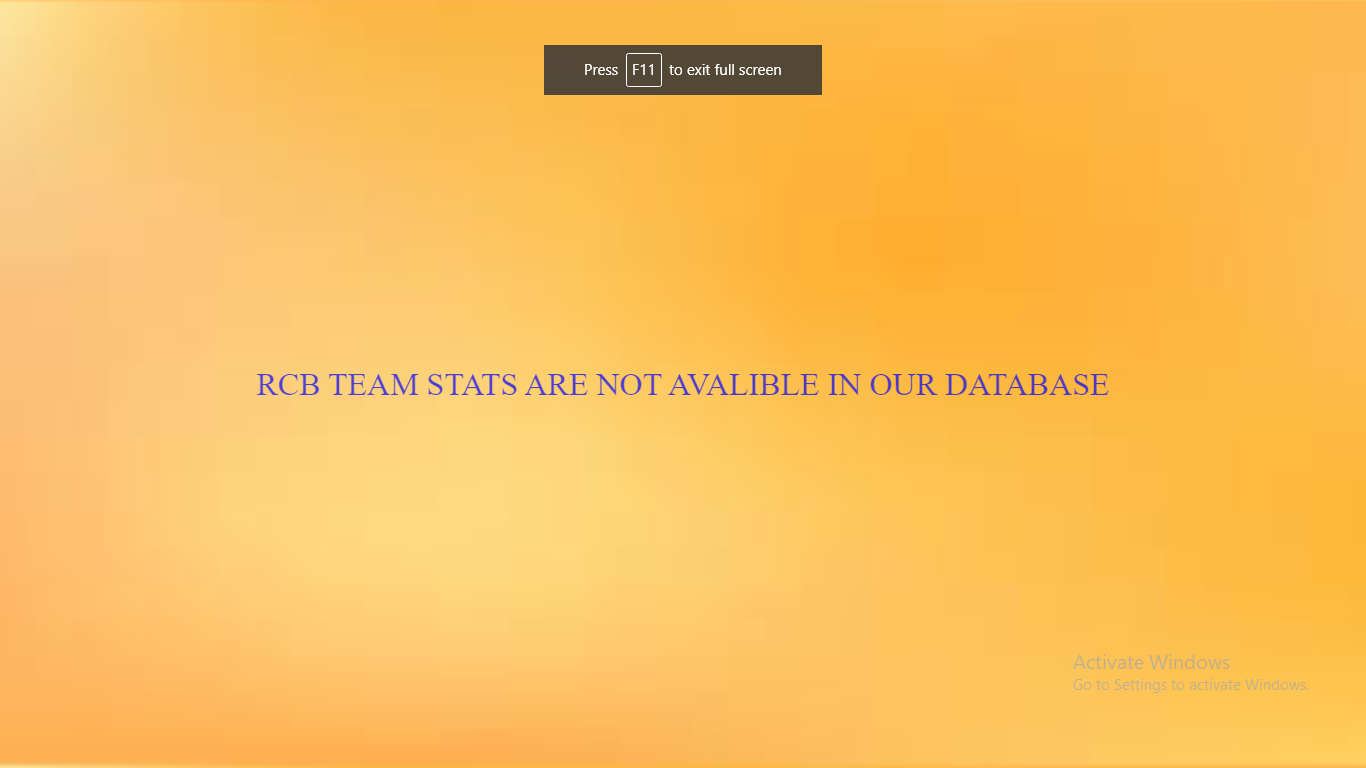 Press F11 to exit full screen
RCB TEAM STATS ARE NOT AVALIBLE IN OUR DATABASE
Activate Windows
Go to Settings to activate Windows.